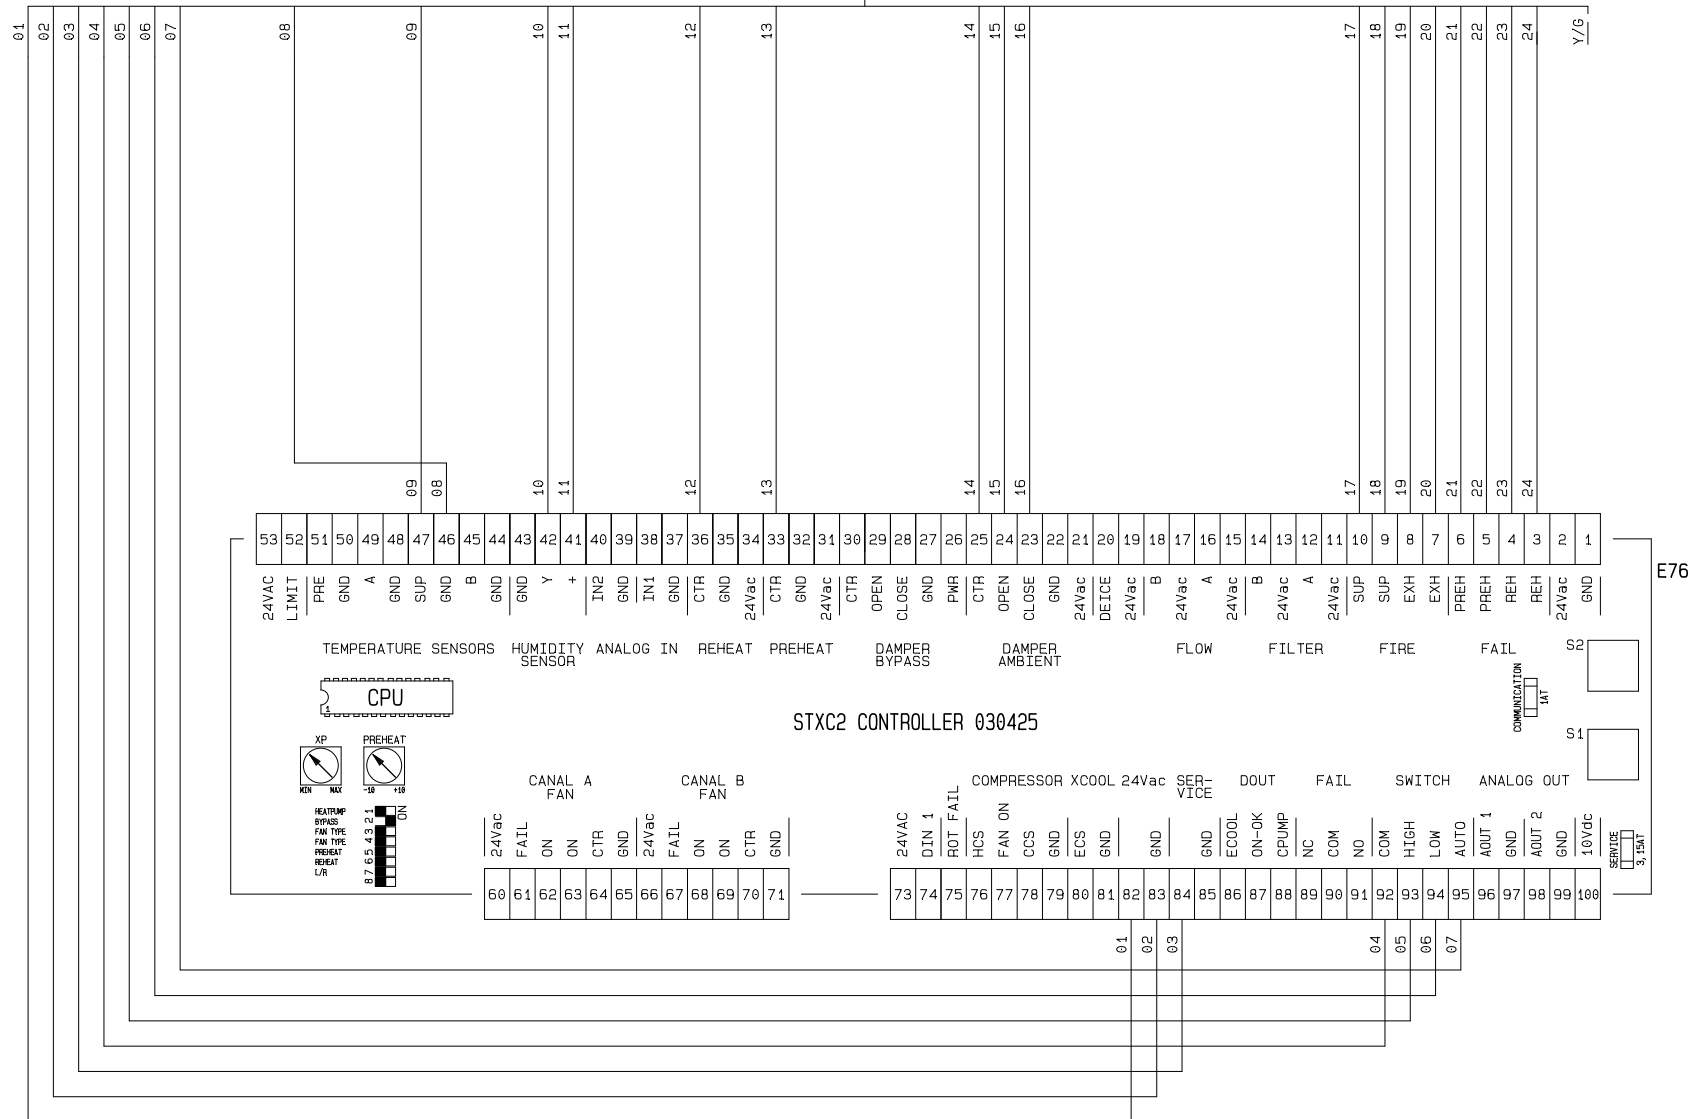 01 02 03 04 05 06 07 08 09 10 11 12 13 14 15 16 17 18 19 20 21 22 23 24 Y/G
09 08 10 11 12 13 14 15 16 17 18 19 20 21 22 23 24
53 52 51 50 49 48 47 46 45 44 43 42 41 40 39 38 37 36 35 34 33 32 31 30 29 28 27 26 25 24 23 22 21 20 19 18 17 16 15 14 13 12 11 10 9 8 7 6 5 4 3 2 1
E76
24VAC LIMIT PRE GND A GND SUP GND B GND GND Y + IN2 GND IN1 GND CTR GND 24Vac CTR GND 24Vac CTR OPEN CLOSE GND PWR CTR OPEN CLOSE GND 24Vac DEICE 24Vac B 24Vac A 24Vac B 24Vac A 24Vac SUP SUP EXH EXH PREH PREH REH REH 24Vac GND
TEMPERATURE SENSORS HUMIDITY ANALOG IN REHEAT PREHEAT DAMPER DAMPER FLOW FILTER FIRE FAIL S2
SENSOR BYPASS AMBIENT
CPU
1
COMMUNICATION
1AT
STXC2 CONTROLLER 030425
S1
XP PREHEAT
MIN MAX -10 +10
CANAL A CANAL B COMPRESSOR XCOOL 24Vac SER- DOUT FAIL SWITCH ANALOG OUT
FAN FAN VICE
HEATPUMP 1 ON
BYPASS 2
FAN TYPE 3
FAN TYPE 4
PREHEAT 5
REHEAT 6
L/R 7
8
24Vac FAIL ON ON CTR GND 24Vac FAIL ON ON CTR GND 24VAC DIN 1 ROT FAIL HCS FAN ON CCS GND ECS GND GND GND ECOOL ON-OK CPUMP NC COM NO COM HIGH LOW AUTO AOUT 1 GND AOUT 2 GND 10Vdc
SERVICE
3,15AT
60 61 62 63 64 65 66 67 68 69 70 71 73 74 75 76 77 78 79 80 81 82 83 84 85 86 87 88 89 90 91 92 93 94 95 96 97 98 99 100
01 02 03 04 05 06 07